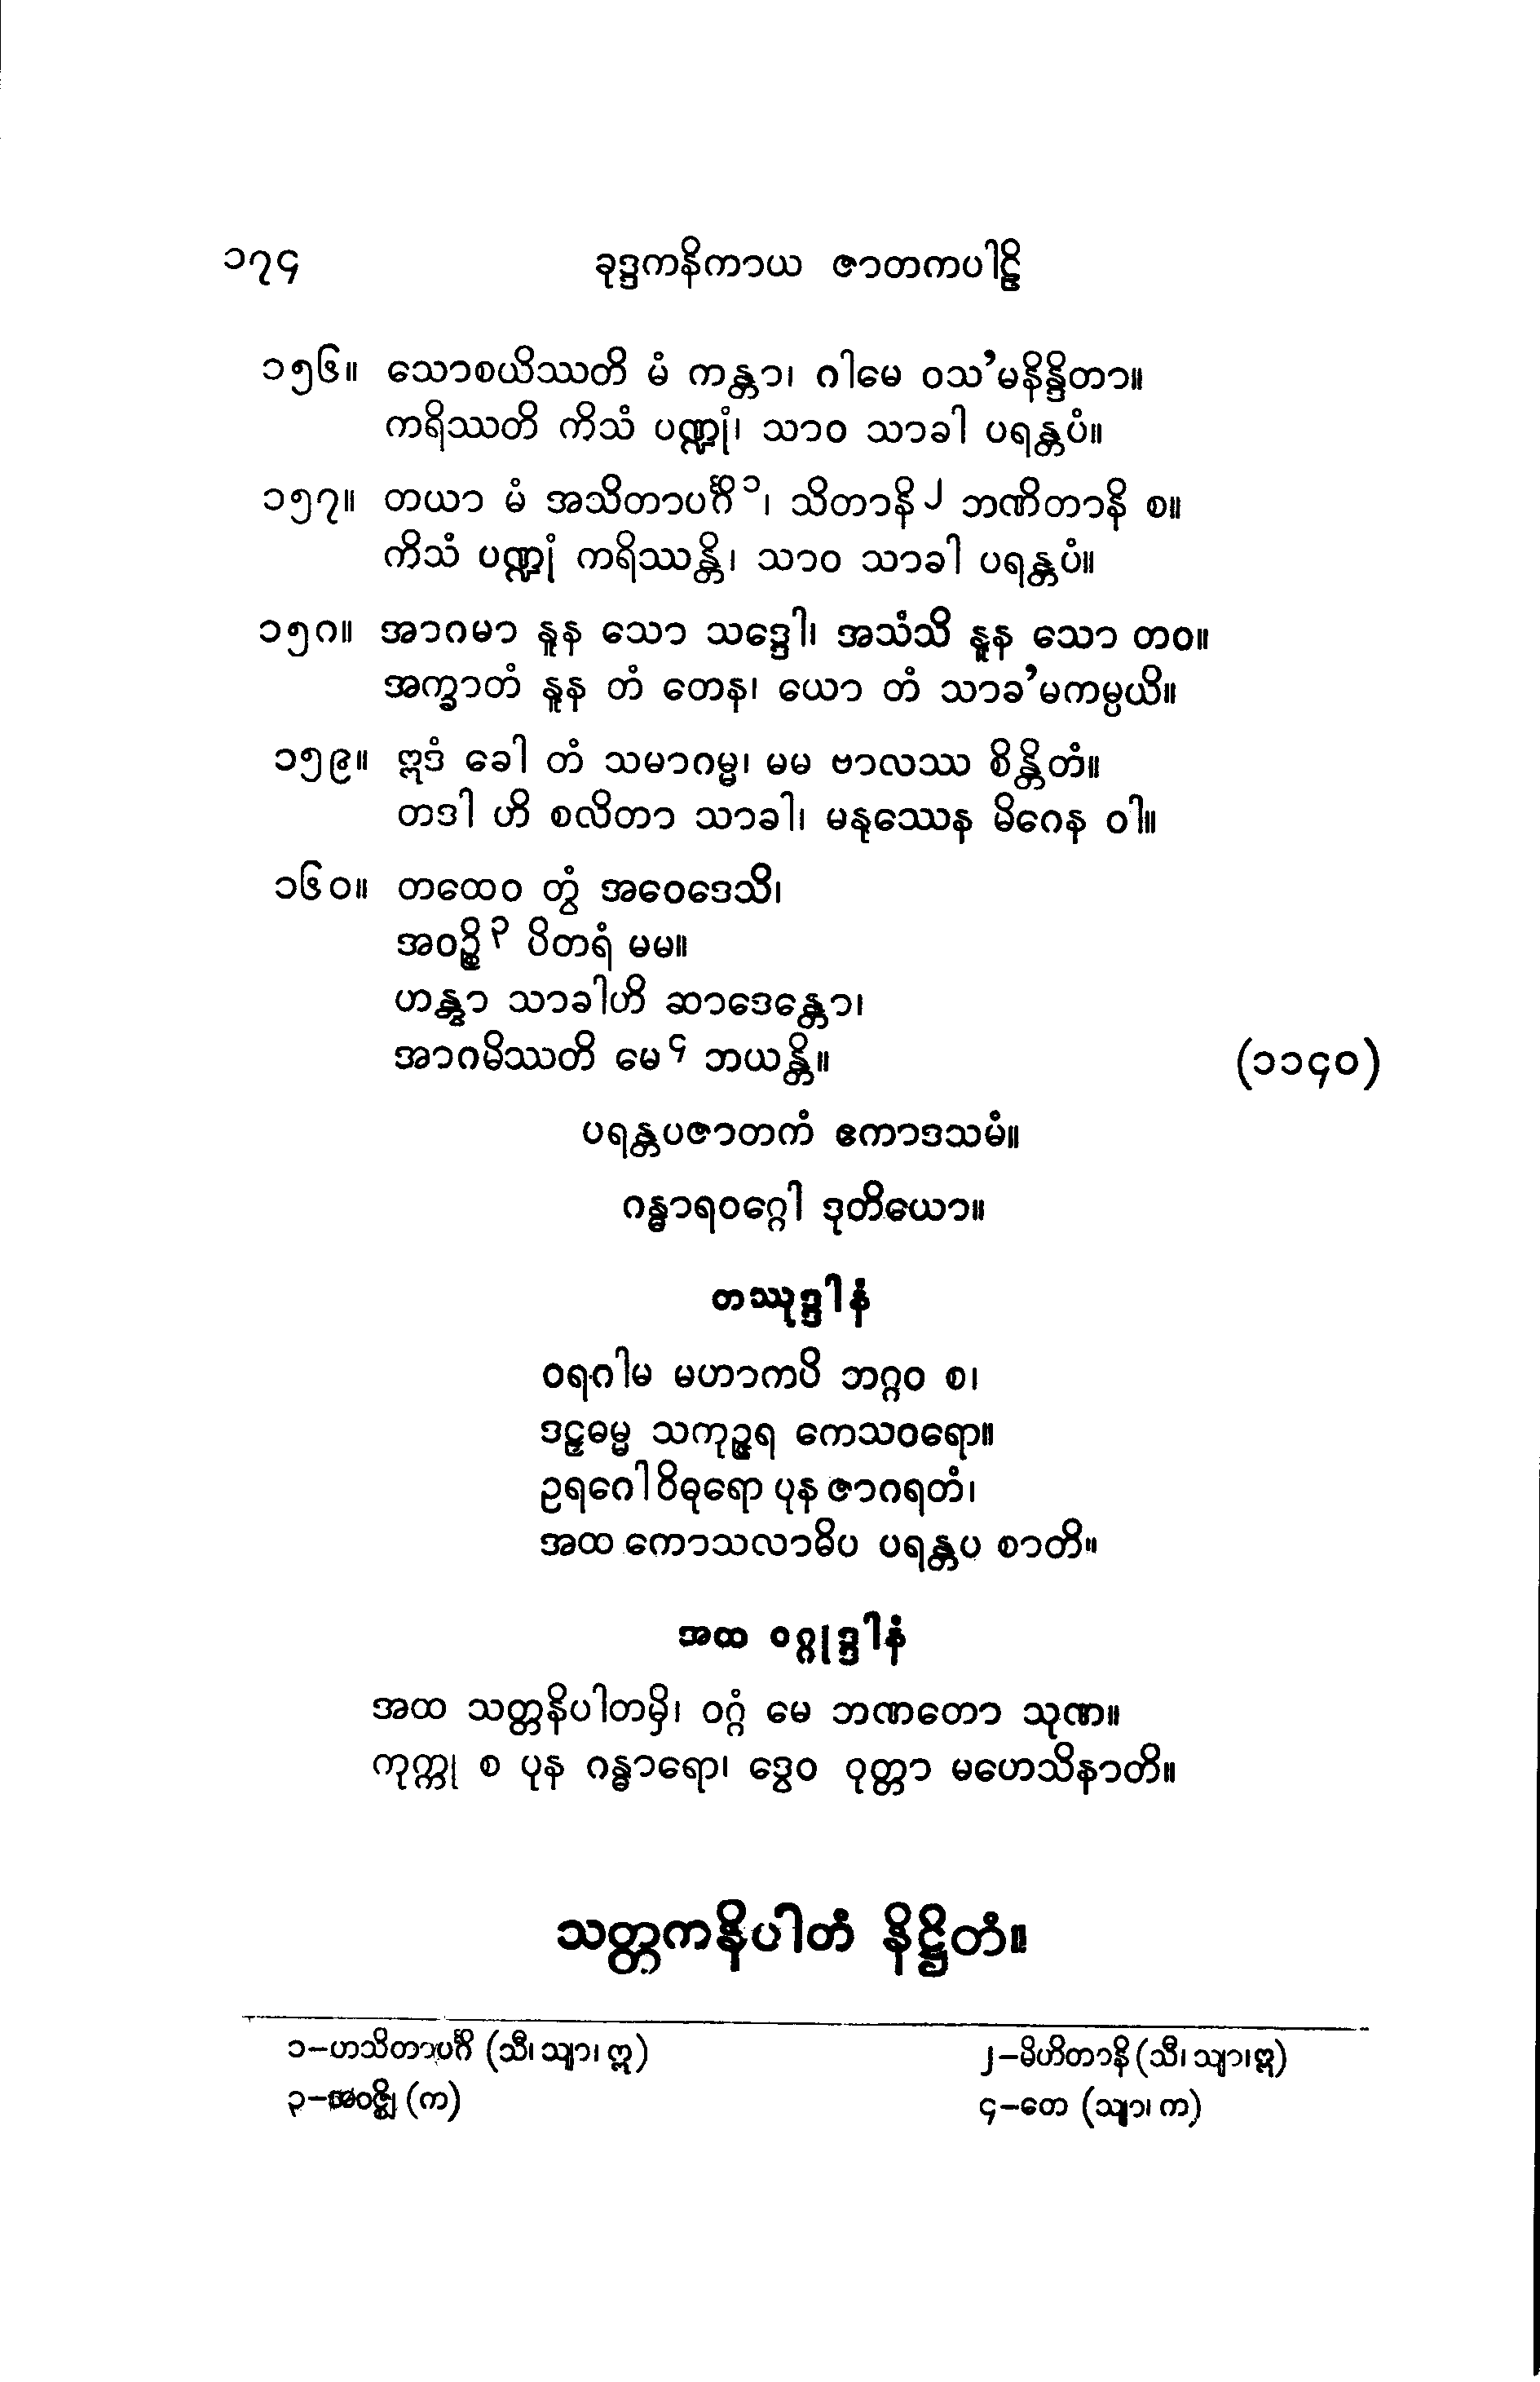 ၁၇၄ ခုဒ္ဒကနိကာယ ဇာတကပါဠိ
၁၅၆။ သောစယိဿတိ မံ ကန္တာ၊ ဂါမေ ဝသ’မနိန္ဒိတာ။
ကရိဿတိ ကိသံ ပဏ္ဍုံ၊ သာဝ သာခါ ပရန္တပံ။
၁၅၇။ တယာ မံ အသိတာပင်္ဂိ ၁၊ သိတာနိ ၂ ဘဏိတာနိ စ။
ကိသံ ပဏ္ဍုံ ကရိဿန္တိ၊ သာဝ သာခါ ပရန္တပံ။
၁၅၈။ အာဂမာ နူန သော သဒ္ဒေါ၊ အသံသိ နူန သော တဝ။
အက္ခာတံ နူန တံ တေန၊ ယော တံ သာခ’မကမ္ပယိ။
၁၅၉။ ဣဒံ ခေါ တံ သမာဂမ္မ၊ မမ ဗာလဿ စိန္တိတံ။
တဒါ ဟိ စလိတာ သာခါ၊ မနုဿေန မိဂေန ဝါ။
၁၆၀။ တထေဝ တွံ အဝေဒေသိ၊
အဝဉ္စိ ၃ ပိတရံ မမ။
ဟန္တွာ သာခါဟိ ဆာဒေန္တော၊
အာဂမိဿတိ မေ ၄ ဘယန္တိ။ (၁၁၄၀)
ပရန္တပဇာတကံ ဧကာဒသမံ။
ဂန္ဓာရဝဂ္ဂေါ ဒုတိယော။
တဿုဒ္ဒါနံ
ဝရဂါမ မဟာကပိ ဘဂ္ဂဝ စ၊
ဒဠှဓမ္မ သကုဉ္ဇရ ကေသဝရော။
ဥရဂေါ ဝိဓုရော ပုန ဇာဂရတံ၊
အထ ကောသလာဓိပ ပရန္တပ စာတိ။
အထ ဝဂ္ဂုဒ္ဒါနံ
အထ သတ္တနိပါတမှိ၊ ဝဂ္ဂံ မေ ဘဏတော သုဏ။
ကုက္ကု စ ပုန ဂန္ဓာရော၊ ဒွေဝ ဝုတ္တာ မဟေသိနာတိ။
သတ္တကနိပါတံ နိဋ္ဌိတံ။
၁–ဟသိတာပင်္ဂိ (သီ၊ သျာ၊ ဣ) ၂–မိဟိတာနိ (သီ၊ သျာ၊ ဣ)
၃–အဝဇ္ဈိ (က) ၄–တေ (သျာ၊ က)